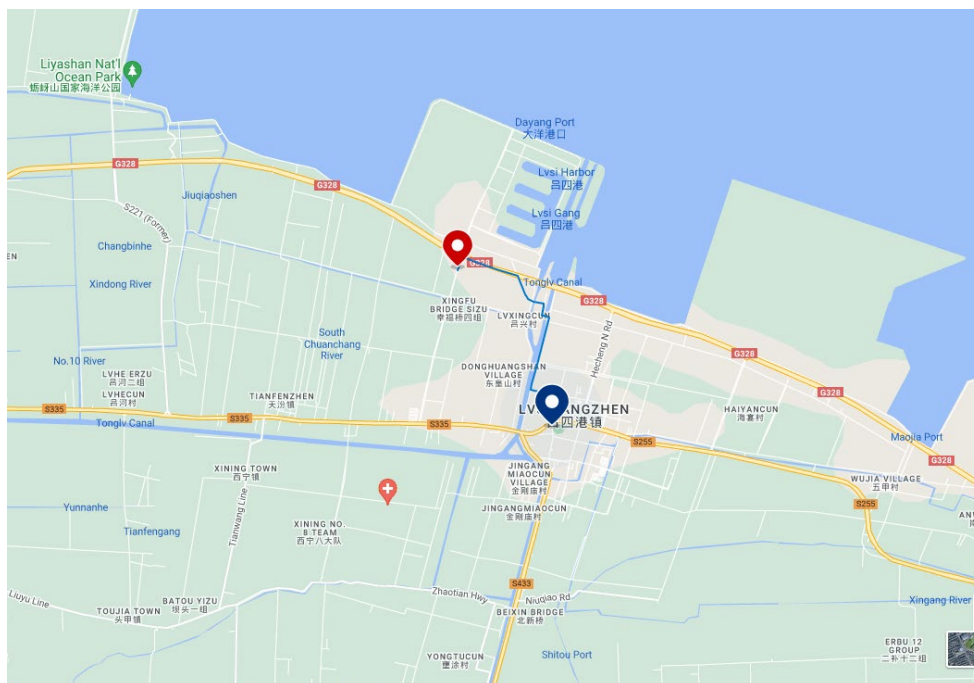 Liyashan Nat'l
Ocean Park
蛎岈山国家海洋公园
Dayang Port
大洋港口
G328
Lvsi Harbor
吕四港
G328
Jiuqiaoshen
S221 (Former)
Lvsi Gang
吕四港
Changbinhe
G328
Xindong River
Tonglv Canal
G328
XINGFU
BRIDGE SIZU
幸福桥四组
LVXINGCUN
吕兴村
South
Chuanchang
River
Hecheng N Rd
G328
No.10 River
LVHE ERZU
吕河二组
DONGHUANGSHAN
VILLAGE
东皇山村
LVHECUN
吕河村
TIANFENZHEN
天汾镇
G328
S335
S335
S335
Tonglv Canal
吕四港镇
HAIYANCUN
Maojia Port
S255
XINING TOWN
西宁镇
JINGANG
MIAOCUN
VILLAGE
金刚庙村
WUJIA VILLAGE
五甲村
Yunnanhe
Tianwang Line
JINGANGMIAOCUN
金刚庙村
S255
Tianfengang
XINING NO.
8 TEAM
西宁八大队
S433
Liuyu Line
BATOU YIZU
坝头一组
Zhaotian Hwy
Niuqiao Rd
Xingang River
TOUJIA TOWN
头甲镇
BEIXIN BRIDGE
北新桥
ERBU 12
GROUP
二补十二组
YONGTUCUN
Shitou Port